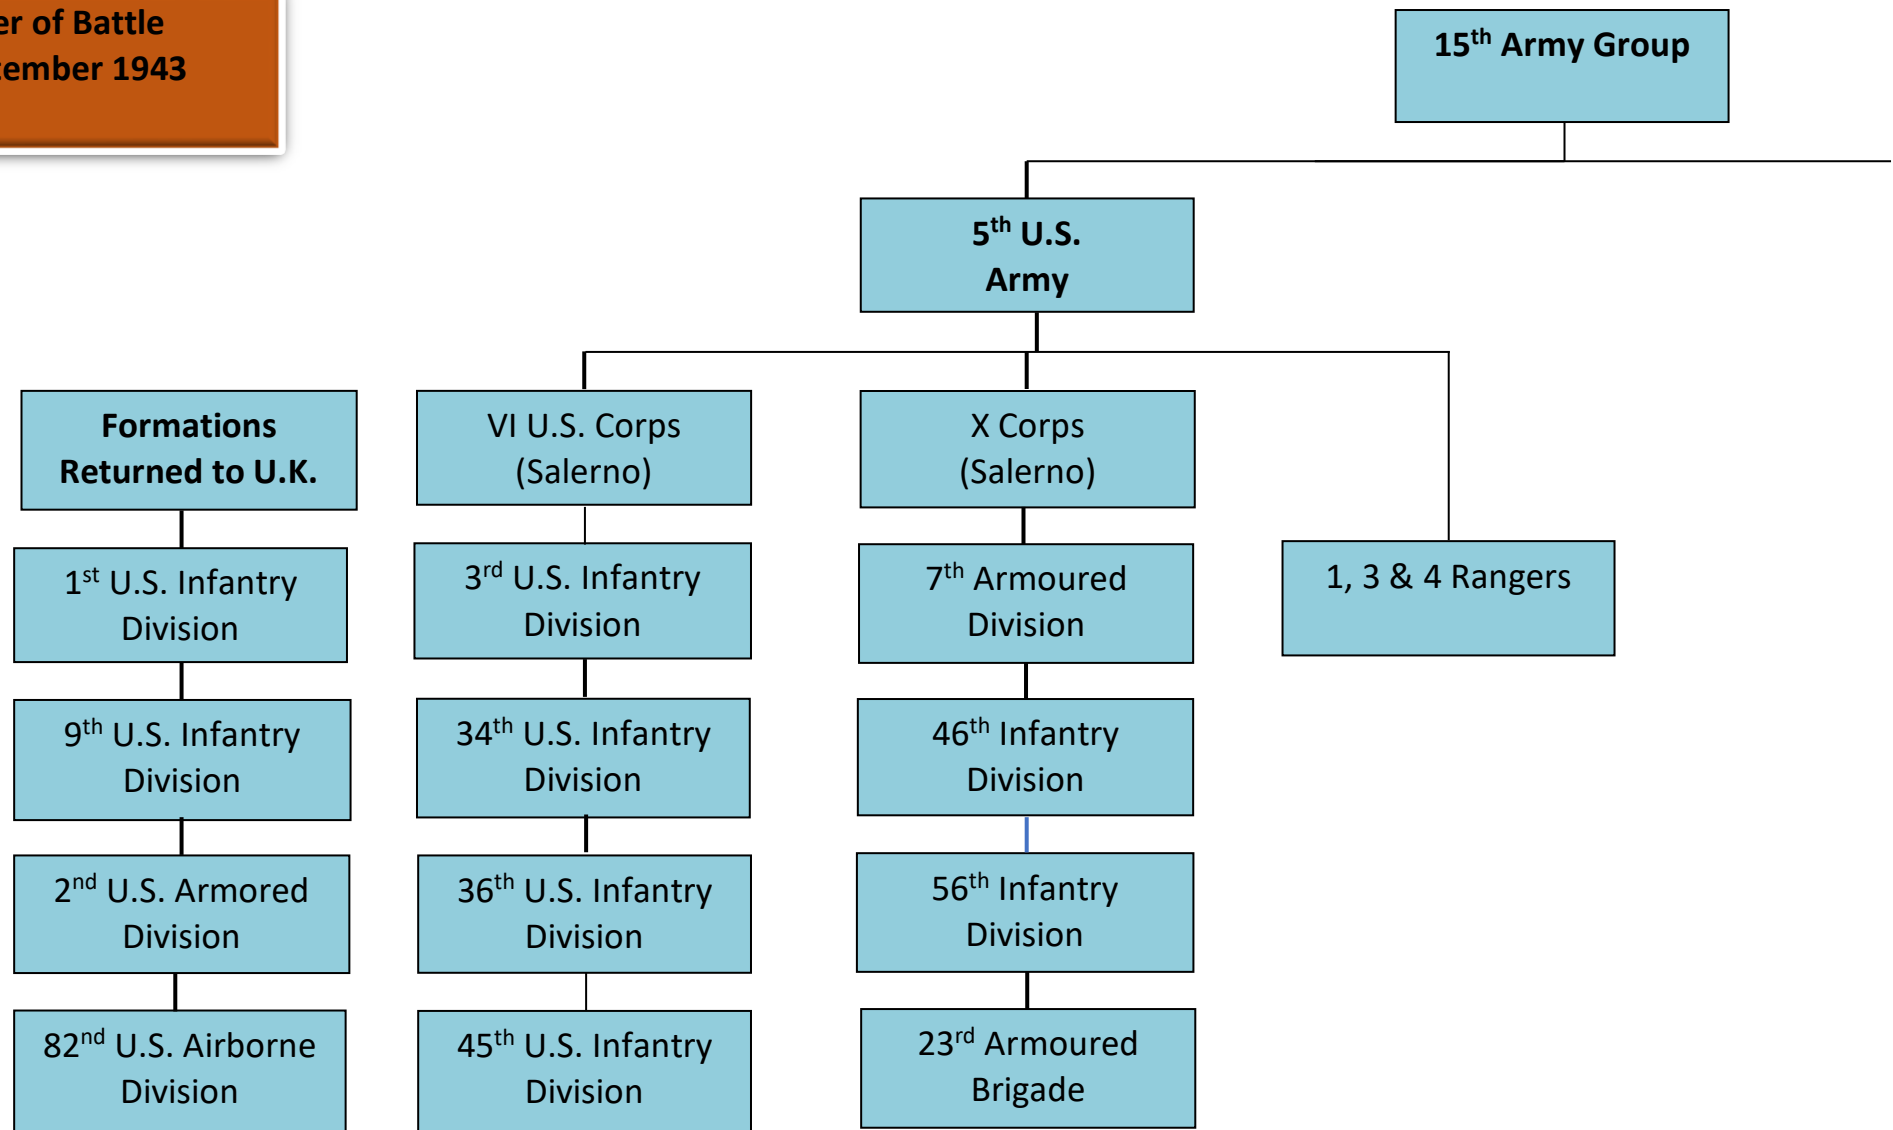 er of Battle
tember 1943
15th Army Group
5th U.S.
Army
Formations
Returned to U.K.
VI U.S. Corps
(Salerno)
X Corps
(Salerno)
1st U.S. Infantry
Division
3rd U.S. Infantry
Division
7th Armoured
Division
1, 3 & 4 Rangers
9th U.S. Infantry
Division
34th U.S. Infantry
Division
46th Infantry
Division
2nd U.S. Armored
Division
36th U.S. Infantry
Division
56th Infantry
Division
82nd U.S. Airborne
Division
45th U.S. Infantry
Division
23rd Armoured
Brigade